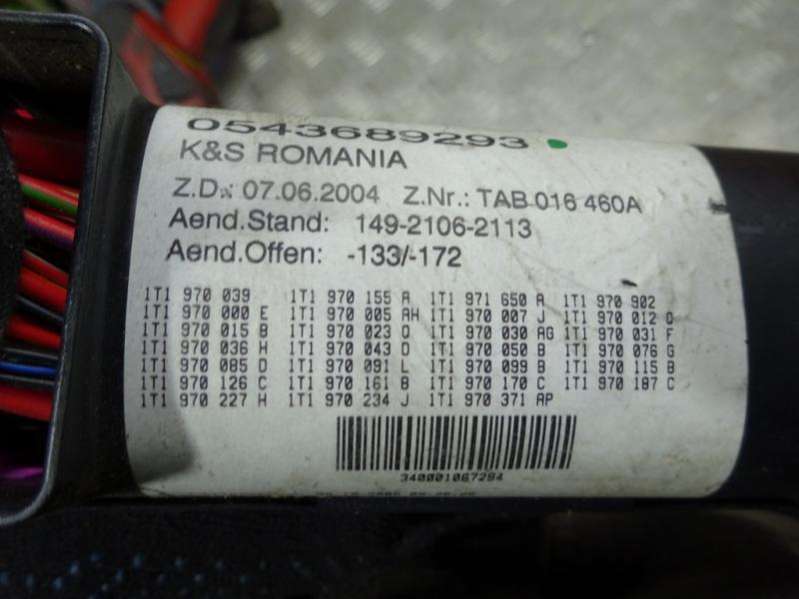 0543689293
K&S ROMANIA
Z.D.: 07.06.2004 Z.Nr.: TAB 016 460A
Aend.Stand: 149-2106-2113
Aend.Offen: -133/-172
1T1 970 039 1T1 970 155 A 1T1 971 650 A 1T1 970 902
1T1 970 000 E 1T1 970 005 AH 1T1 970 007 J 1T1 970 012 Q
1T1 970 015 B 1T1 970 023 Q 1T1 970 030 AG 1T1 970 031 F
1T1 970 036 H 1T1 970 043 D 1T1 970 050 B 1T1 970 076 G
1T1 970 085 D 1T1 970 091 L 1T1 970 099 B 1T1 970 115 B
1T1 970 126 C 1T1 970 161 B 1T1 970 170 C 1T1 970 187 C
1T1 970 227 H 1T1 970 234 J 1T1 970 371 AP
340001067294